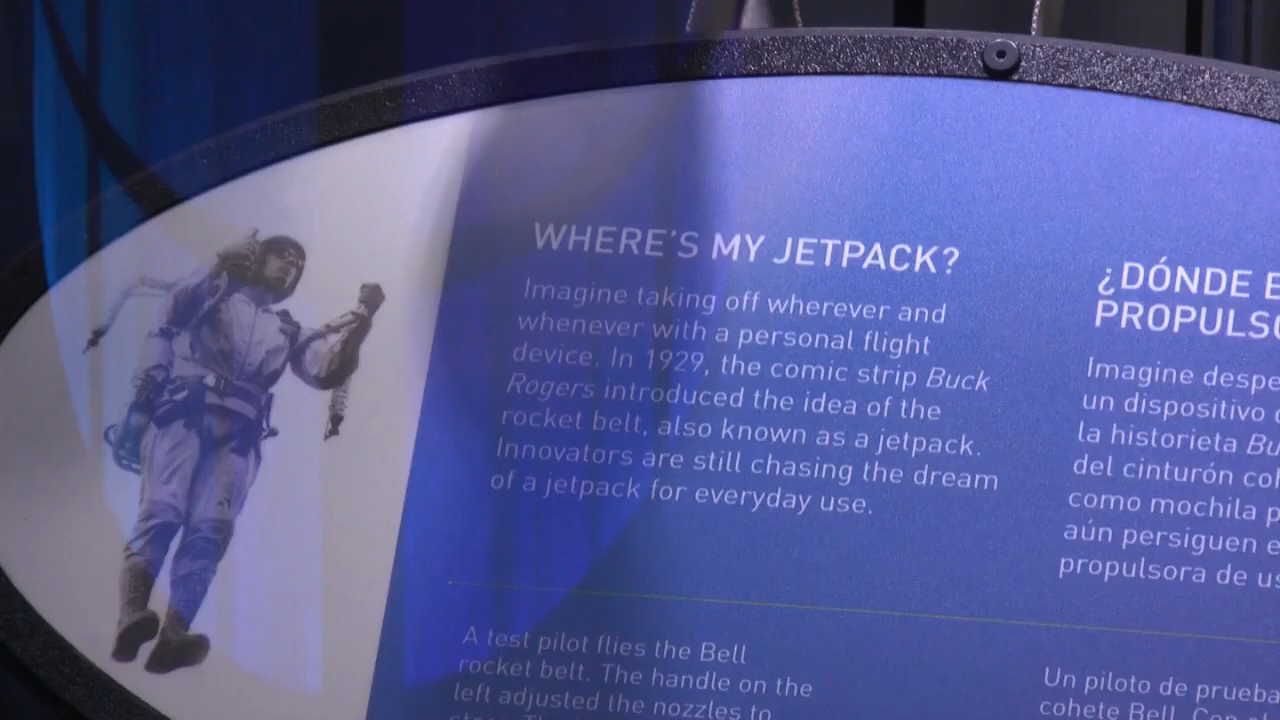 WHERE'S MY JETPACK?
Imagine taking off wherever and
whenever with a personal flight
device. In 1929, the comic strip Buck
Rogers introduced the idea of the
rocket belt, also known as a jetpack.
Innovators are still chasing the dream
of a jetpack for everyday use.
A test pilot flies the Bell
rocket belt. The handle on the
left adjusted the nozzles to
¿DÓNDE E
PROPULSO
Imagine despe
un dispositivo
la historieta Bu
del cinturón coh
como mochila p
aún persiguen e
propulsora de us
Un piloto de prueba
cohete Bell. Con